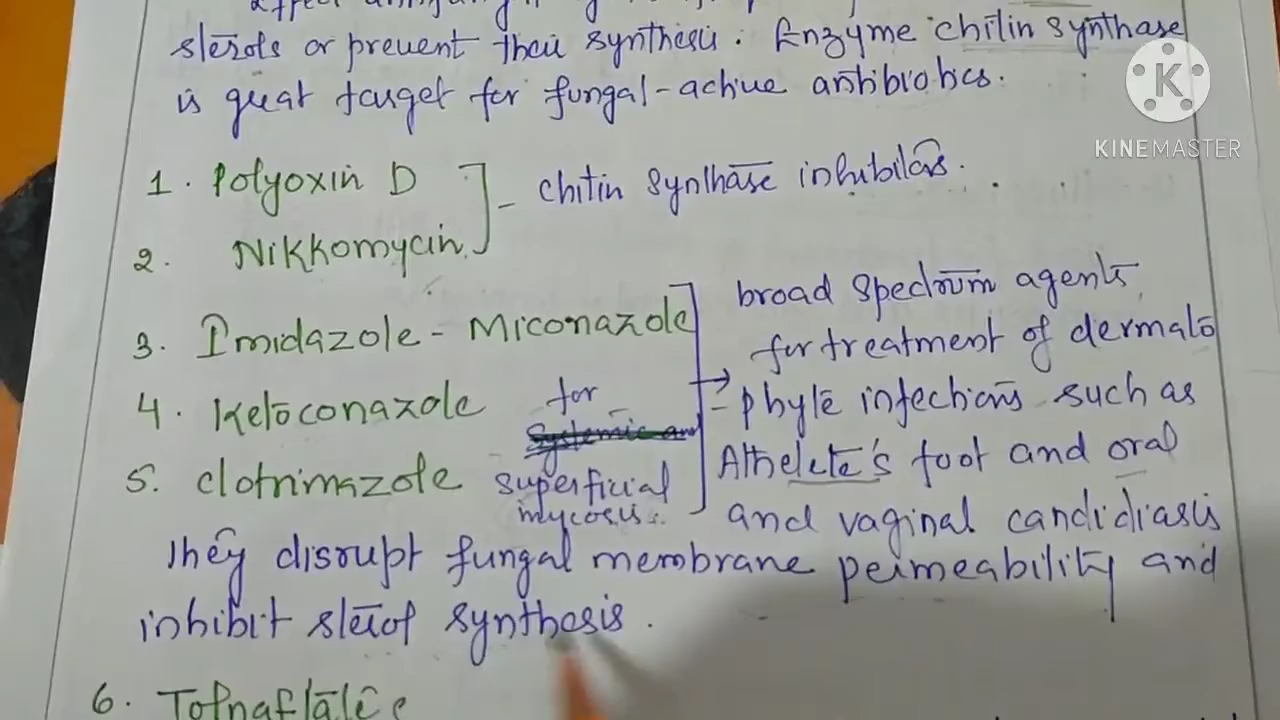 sterols or prevent their synthesis. Enzyme chitin synthase
is great target for fungal-active antibiotics.
K
KINEMASTER
1. Polyoxin D
2. Nikkomycin
- chitin synthase inhibitors.
3. Imidazole - Miconazole
4. Ketoconazole for
systemic and
5. clotrimazole superficial
mycosis.
broad spectrum agents
for treatment of dermato
-phyte infections such as
Athelete's foot and oral
and vaginal candidiasis
They disrupt fungal membrane permeability and
inhibit sterol synthesis.
6. Tolnaftate